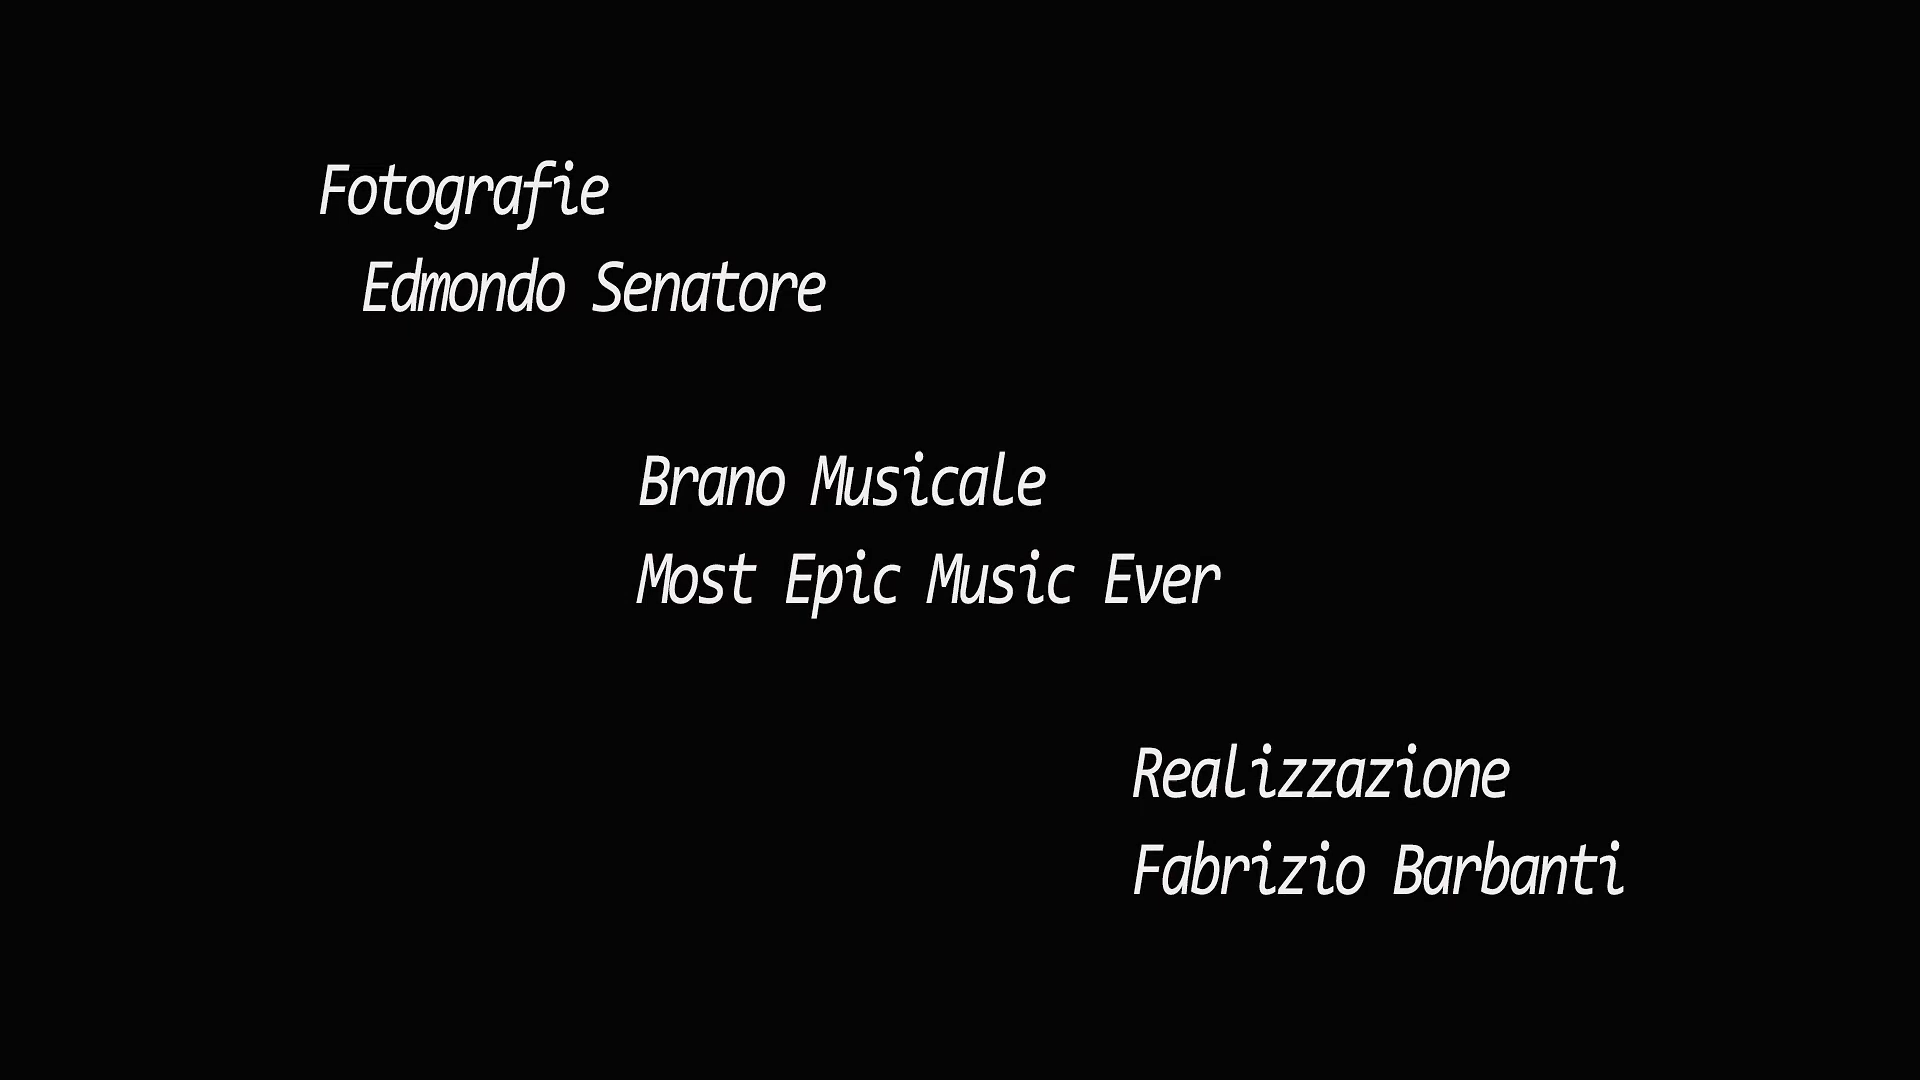 Fotografie
Edmondo Senatore
Brano Musicale
Most Epic Music Ever
Realizzazione
Fabrizio Barbanti